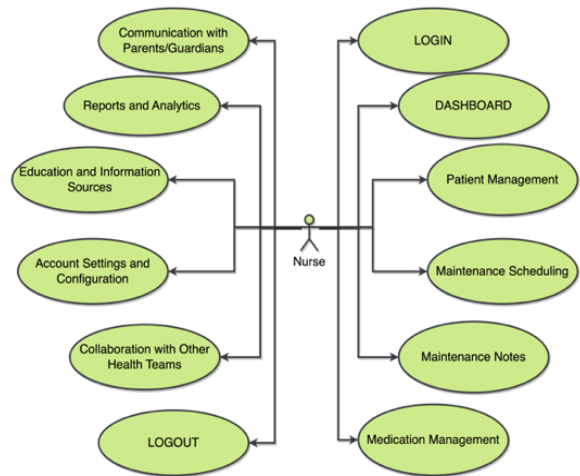 Communication with
Parents/Guardians
LOGIN
Reports and Analytics
DASHBOARD
Education and Information
Sources
Patient Management
Nurse
Account Settings and
Configuration
Maintenance Scheduling
Collaboration with Other
Health Teams
Maintenance Notes
LOGOUT
Medication Management